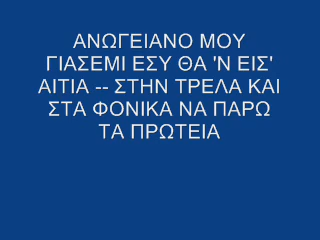 ΑΝΩΓΕΙΑΝΟ ΜΟΥ
ΓΙΑΣΕΜΙ ΕΣΥ ΘΑ 'Ν ΕΙΣ'
ΑΙΤΙΑ -- ΣΤΗΝ ΤΡΕΛΑ ΚΑΙ
ΣΤΑ ΦΟΝΙΚΑ ΝΑ ΠΑΡΩ
ΤΑ ΠΡΩΤΕΙΑ